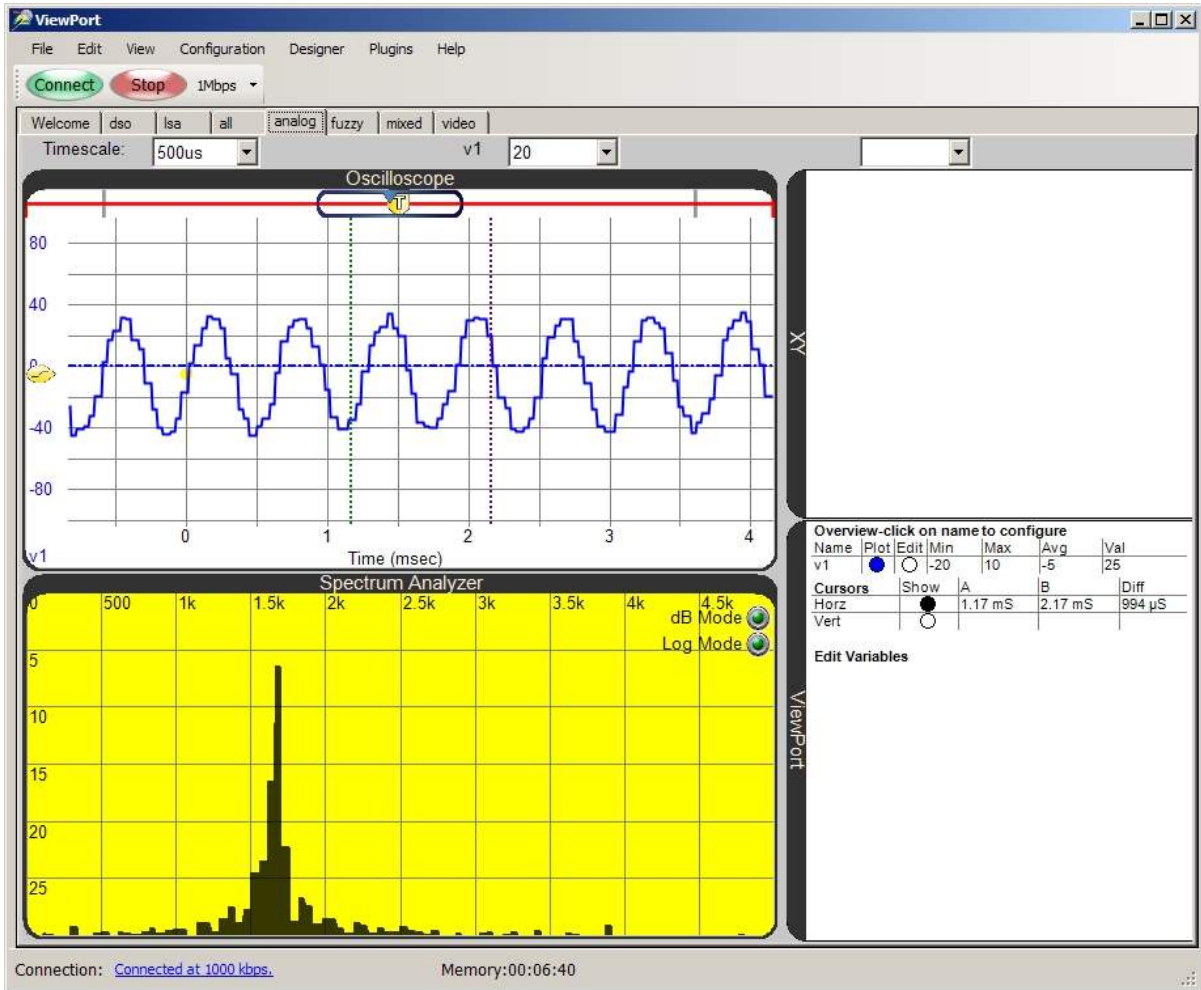 ViewPort
File Edit View Configuration Designer Plugins Help
Connect Stop 1Mbps
Welcome dso lsa all analog fuzzy mixed video
Timescale: 500us v1 20
Oscilloscope
T
80
40
0
-40
-80
0 1 2 3 4
v1 Time (msec)
XY
Spectrum Analyzer
0 500 1k 1.5k 2k 2.5k 3k 3.5k 4k 4.5k
dB Mode
Log Mode
5
10
15
20
25
ViewPort
Overview-click on name to configure
Name Plot Edit Min Max Avg Val
v1 -20 10 -5 25
Cursors Show A B Diff
Horz 1.17 mS 2.17 mS 994 µS
Vert
Edit Variables
Connection: Connected at 1000 kbps. Memory:00:06:40